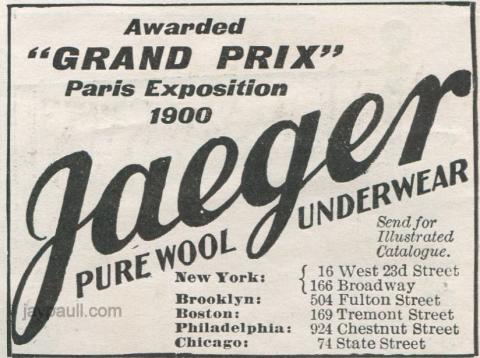 Awarded
"GRAND PRIX"
Paris Exposition
1900
Jaeger
PURE WOOL UNDERWEAR
Send for
Illustrated
Catalogue.
New York: { 16 West 23d Street
166 Broadway
Brooklyn: 504 Fulton Street
Boston: 169 Tremont Street
Philadelphia: 924 Chestnut Street
Chicago: 74 State Street
jaypaull.com